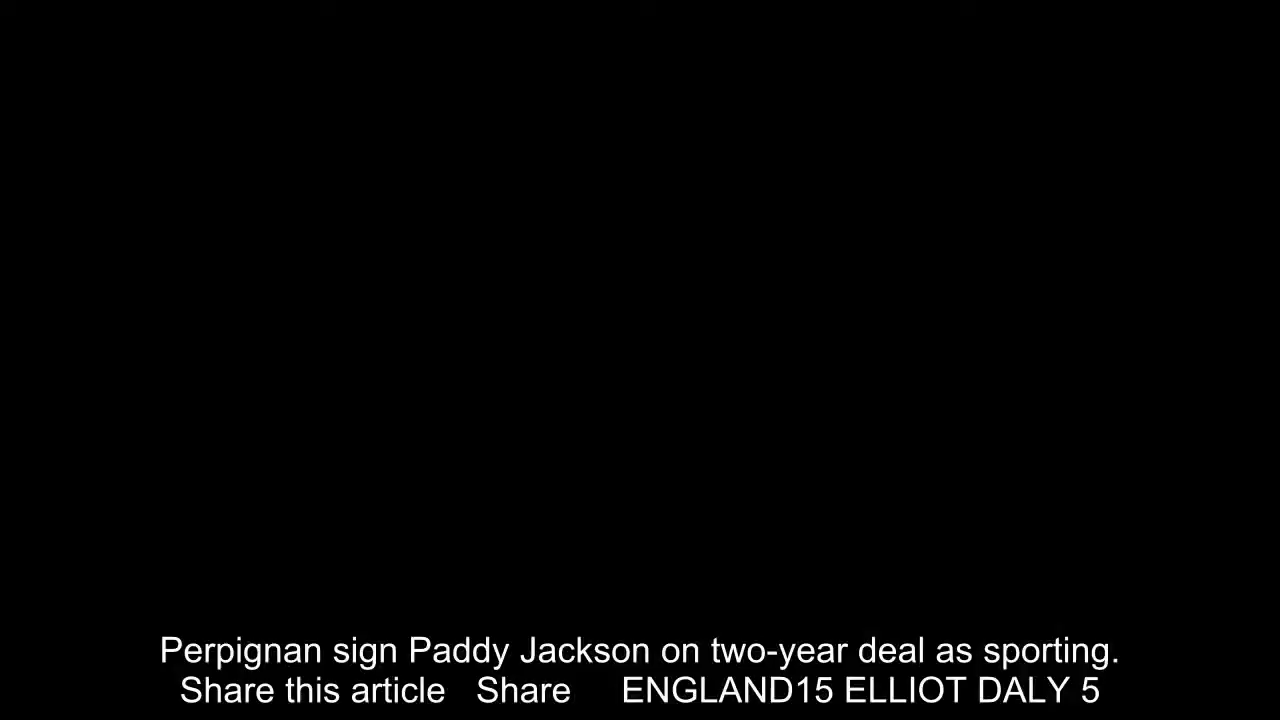 Perpignan sign Paddy Jackson on two-year deal as sporting.
Share this article   Share     ENGLAND15 ELLIOT DALY 5